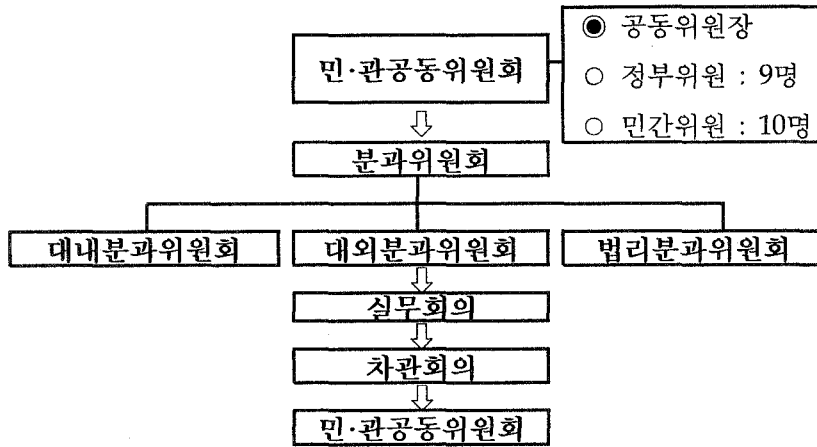 ◉ 공동위원장
민·관공동위원회
○ 정부위원 : 9명
○ 민간위원 : 10명
분과위원회
대내분과위원회 대외분과위원회 법리분과위원회
실무회의
차관회의
민·관공동위원회